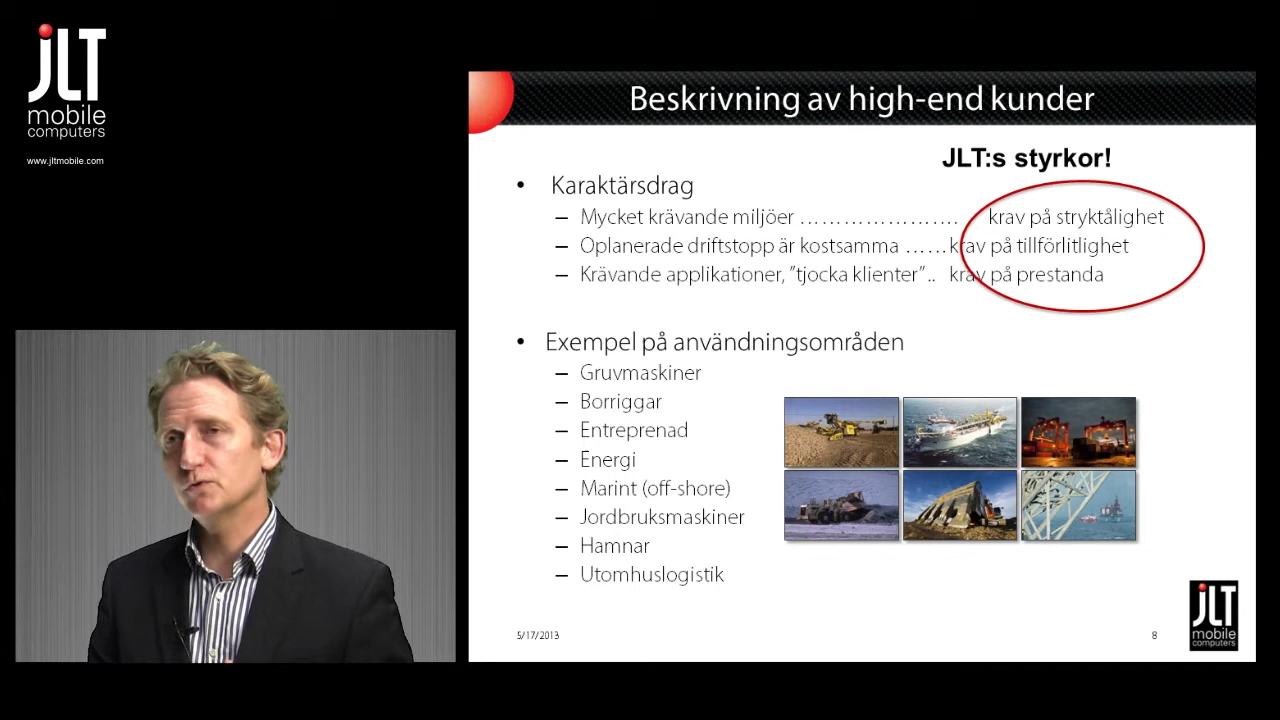 JLT
mobile
computers
www.jltmobile.com
Beskrivning av high-end kunder
JLT:s styrkor!
• Karaktärsdrag
– Mycket krävande miljöer ………………….. krav på stryktålighet
– Oplanerade driftstopp är kostsamma ……krav på tillförlitlighet
– Krävande applikationer, ”tjocka klienter”.. krav på prestanda
• Exempel på användningsområden
– Gruvmaskiner
– Borriggar
– Entreprenad
– Energi
– Marint (off-shore)
– Jordbruksmaskiner
– Hamnar
– Utomhuslogistik
5/17/2013
8
JLT
mobile
computers